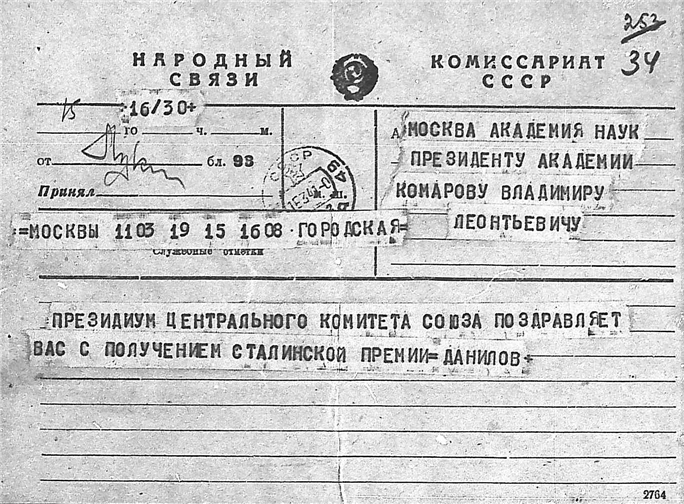 252
34
НАРОДНЫЙ КОМИССАРИАТ
СВЯЗИ СССР
15
16/30+
го ч. м.
от бл. 93
Принял
СССР
МОСКВА АКАДЕМИЯ НАУК
ПРЕЗИДЕНТУ АКАДЕМИИ
КОМАРОВУ ВЛАДИМИРУ
ЛЕОНТЬЕВИЧУ
=МОСКВЫ 1103 19 15 1608 ГОРОДСКАЯ=
Служебные отметки
ПРЕЗИДИУМ ЦЕНТРАЛЬНОГО КОМИТЕТА СОЮЗА ПОЗДРАВЛЯЕТ
ВАС С ПОЛУЧЕНИЕМ СТАЛИНСКОЙ ПРЕМИИ=ДАНИЛОВ+
2764